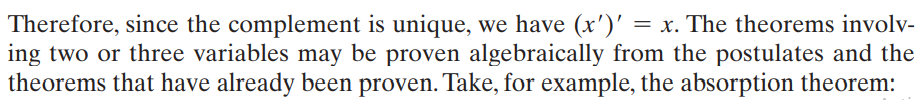 Therefore, since the complement is unique, we have (x′)′ = x. The theorems involv-
ing two or three variables may be proven algebraically from the postulates and the
theorems that have already been proven. Take, for example, the absorption theorem: